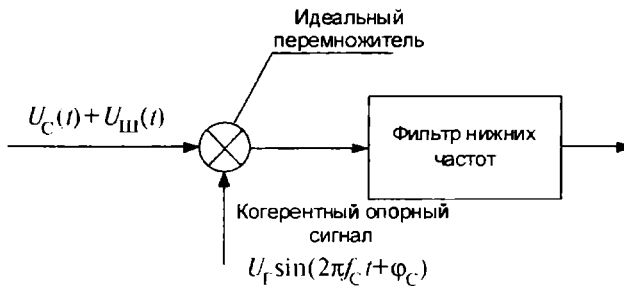 Идеальный
перемножитель
U_C(t)+U_Ш(t)
Фильтр нижних
частот
Когерентный опорный
сигнал
U_Г sin(2πf_C t+φ_C)